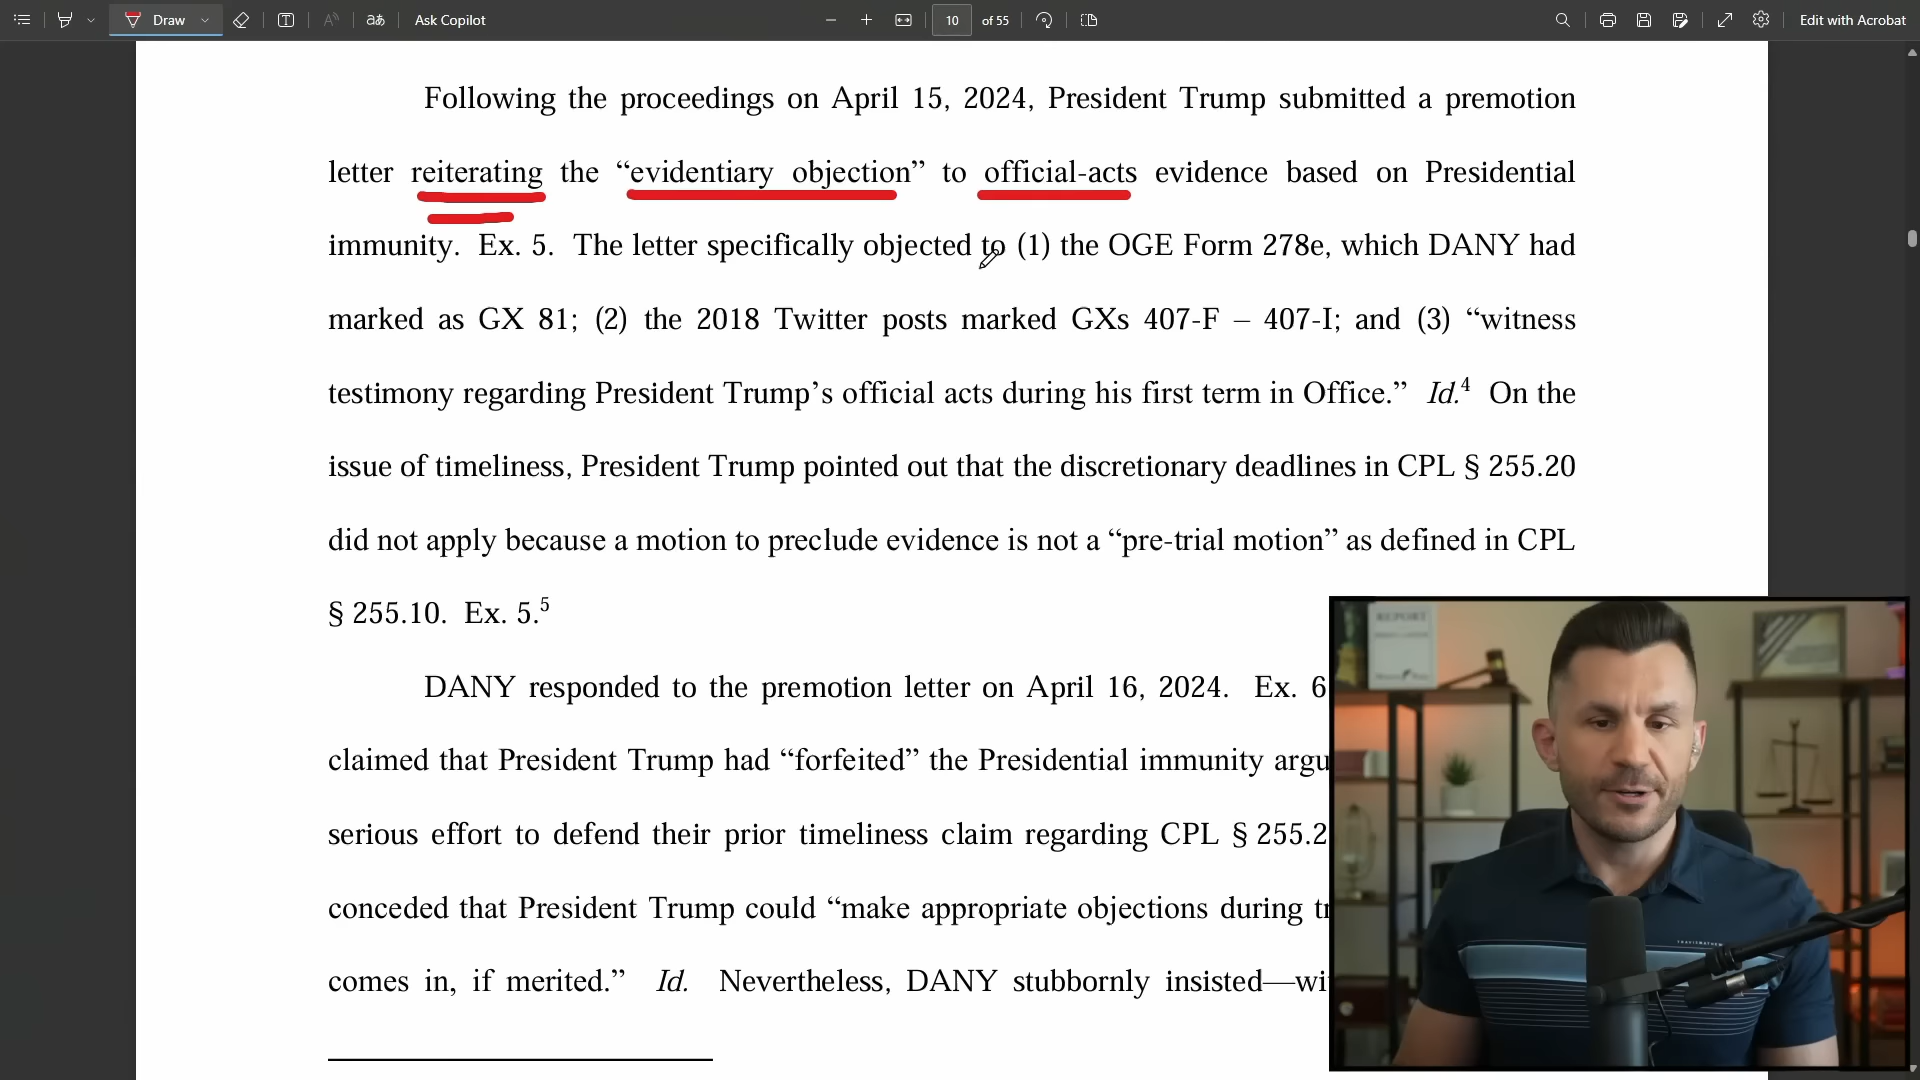 Draw
aあ
Ask Copilot
10 of 55
Edit with Acrobat
Following the proceedings on April 15, 2024, President Trump submitted a premotion
letter reiterating the “evidentiary objection” to official-acts evidence based on Presidential
immunity. Ex. 5. The letter specifically objected to (1) the OGE Form 278e, which DANY had
marked as GX 81; (2) the 2018 Twitter posts marked GXs 407-F – 407-I; and (3) “witness
testimony regarding President Trump’s official acts during his first term in Office.” Id.4 On the
issue of timeliness, President Trump pointed out that the discretionary deadlines in CPL § 255.20
did not apply because a motion to preclude evidence is not a “pre-trial motion” as defined in CPL
§ 255.10. Ex. 5.5
DANY responded to the premotion letter on April 16, 2024. Ex. 6
claimed that President Trump had “forfeited” the Presidential immunity argu
serious effort to defend their prior timeliness claim regarding CPL § 255.2
conceded that President Trump could “make appropriate objections during tr
comes in, if merited.” Id. Nevertheless, DANY stubbornly insisted—wi
REPORT